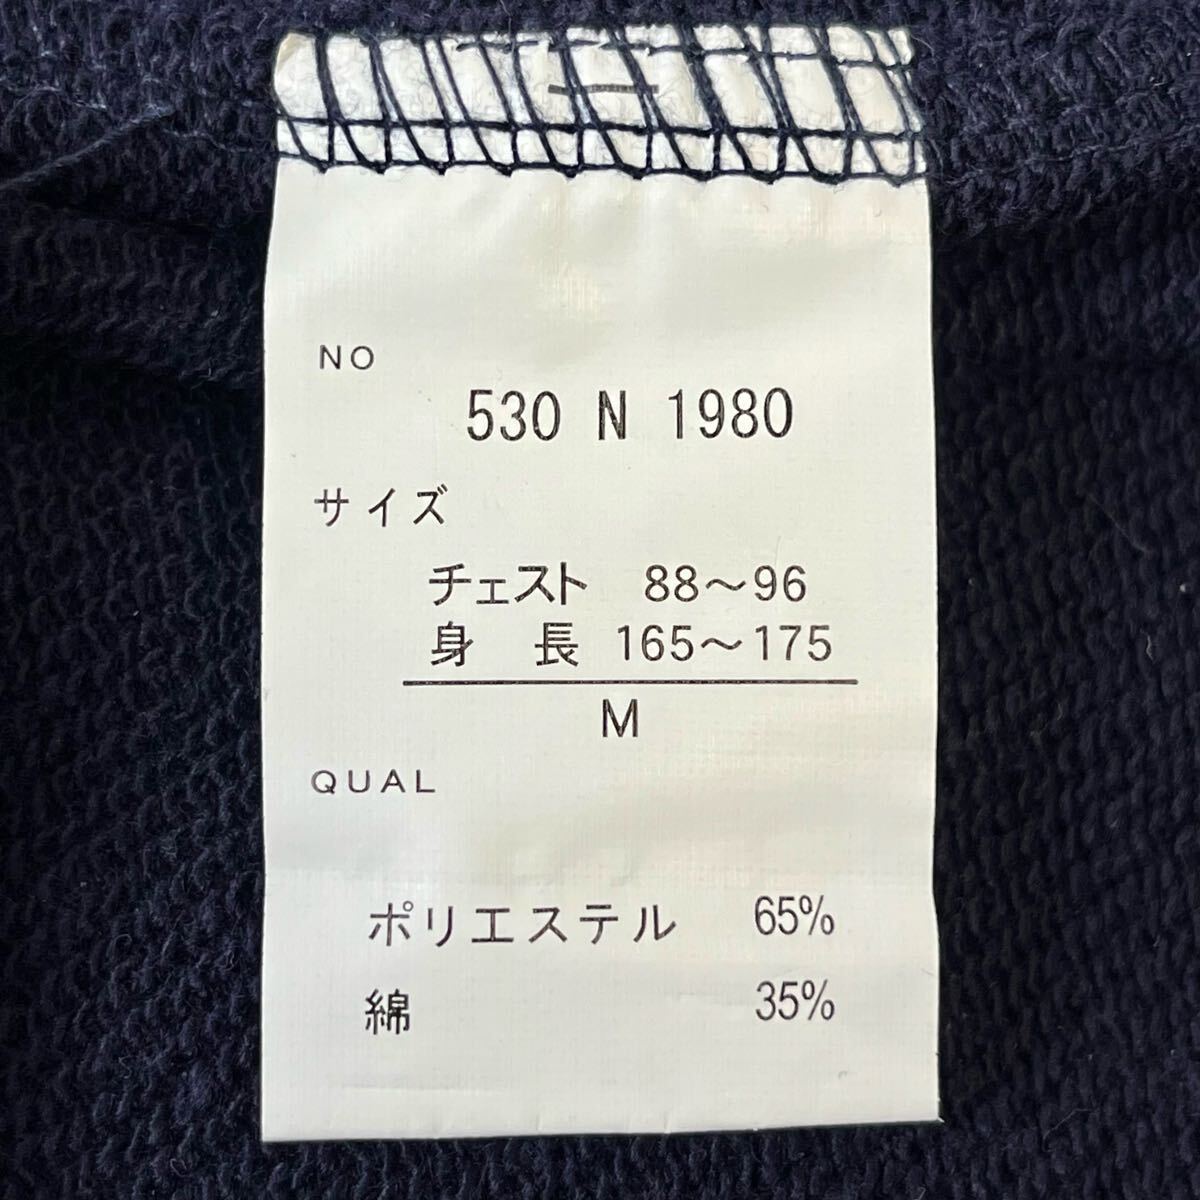 NO
530 N 1980
サイズ
チェスト 88～96
身 長 165～175
M
QUAL
ポリエステル 65%
綿 35%